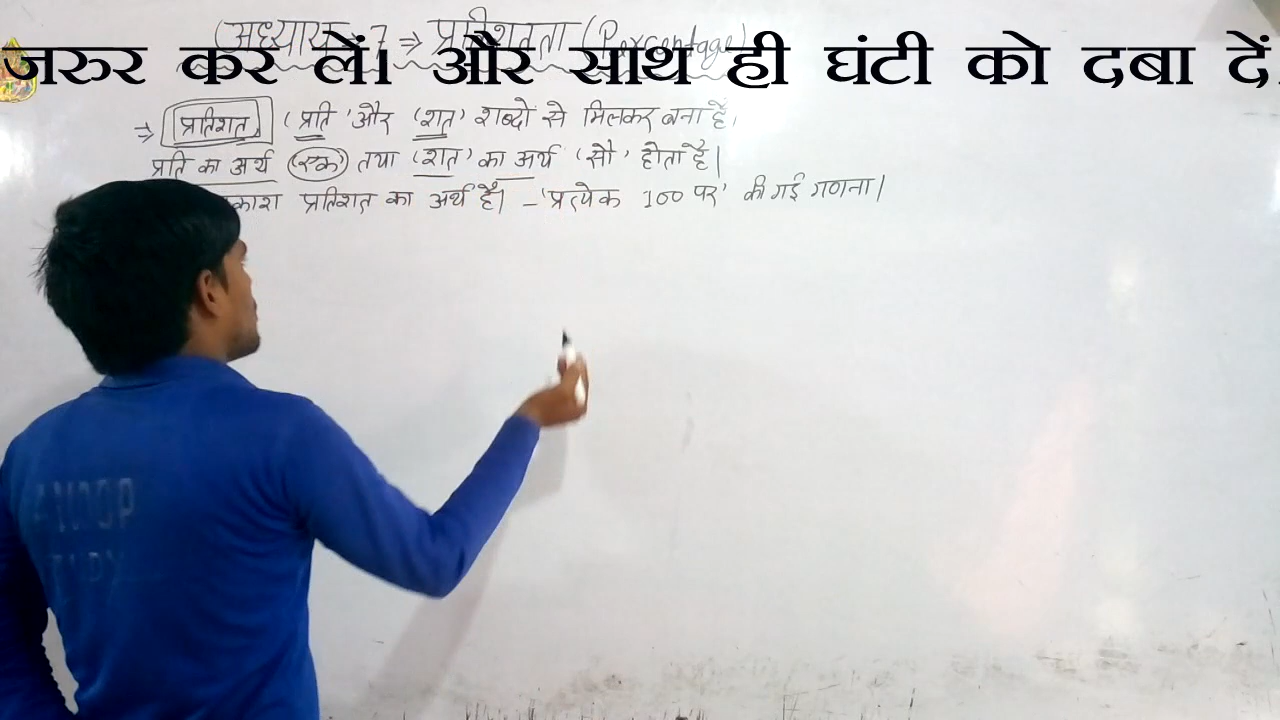 (अध्याय - 7 ⇒ प्रतिशतता (Percentage)
जरुर कर लें। और साथ ही घंटी को दबा दें।
⇒ प्रतिशत, 'प्रति' और 'शत' शब्दों से मिलकर बना है।
प्रति का अर्थ (एक) तथा 'शत' का अर्थ 'सौ' होता है।
प्रतिशत का अर्थ है। - 'प्रत्येक 100 पर' की गई गणना।